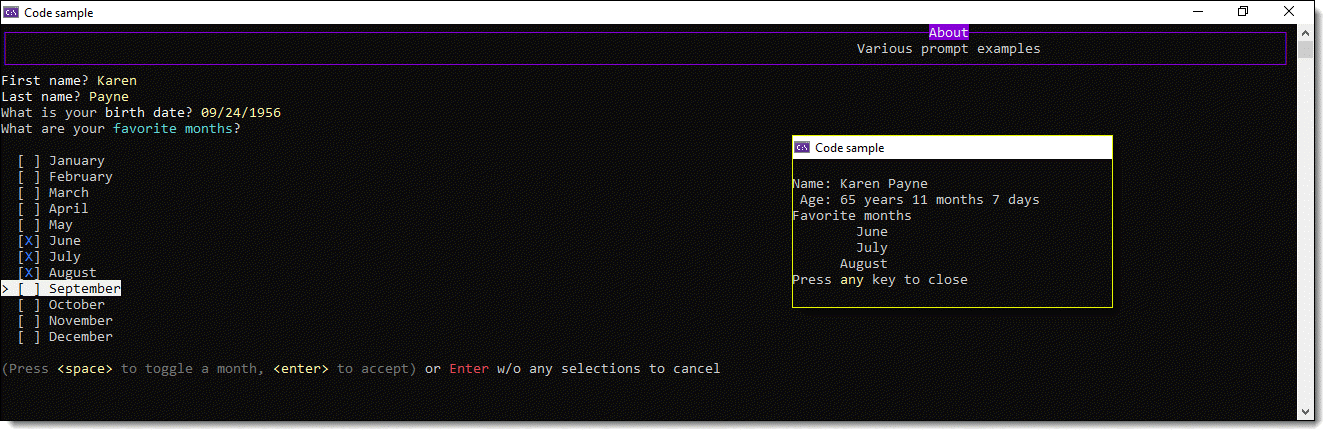 Code sample
About
Various prompt examples
First name? Karen
Last name? Payne
What is your birth date? 09/24/1956
What are your favorite months?
[ ] January
[ ] February
[ ] March
[ ] April
[ ] May
[X] June
[X] July
[X] August
> [ ] September
[ ] October
[ ] November
[ ] December
(Press <space> to toggle a month, <enter> to accept) or Enter w/o any selections to cancel
Code sample
Name: Karen Payne
Age: 65 years 11 months 7 days
Favorite months
June
July
August
Press any key to close